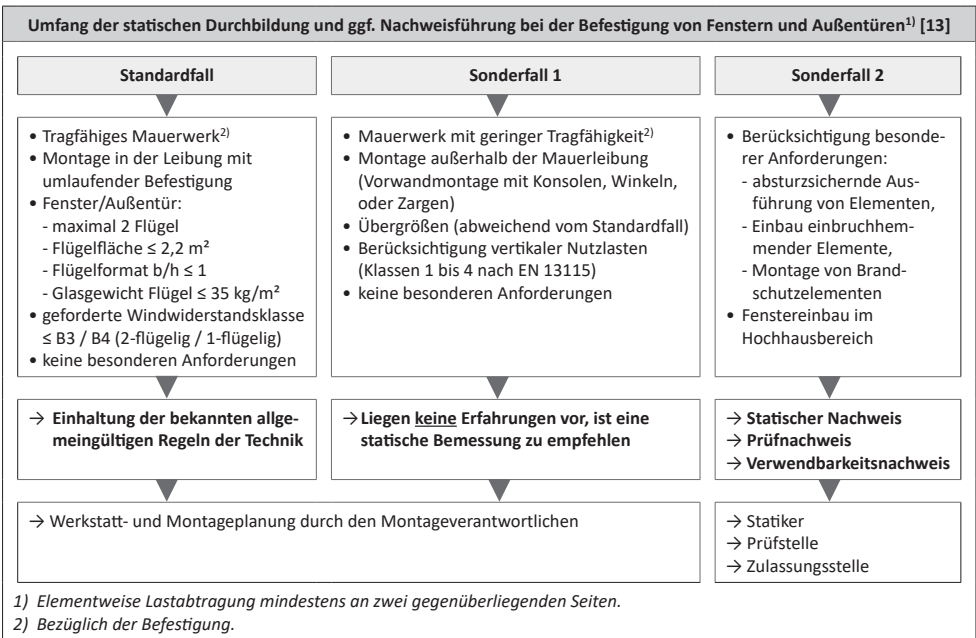 Umfang der statischen Durchbildung und ggf. Nachweisführung bei der Befestigung von Fenstern und Außentüren1) [13]
Standardfall
• Tragfähiges Mauerwerk2)
• Montage in der Leibung mit
umlaufender Befestigung
• Fenster/Außentür:
- maximal 2 Flügel
- Flügelfläche ≤ 2,2 m²
- Flügelformat b/h ≤ 1
- Glasgewicht Flügel ≤ 35 kg/m²
• geforderte Windwiderstandsklasse
≤ B3 / B4 (2-flügelig / 1-flügelig)
• keine besonderen Anforderungen
→ Einhaltung der bekannten allge-
meingültigen Regeln der Technik
Sonderfall 1
• Mauerwerk mit geringer Tragfähigkeit2)
• Montage außerhalb der Mauerleibung
(Vorwandmontage mit Konsolen, Winkeln,
oder Zargen)
• Übergrößen (abweichend vom Standardfall)
• Berücksichtigung vertikaler Nutzlasten
(Klassen 1 bis 4 nach EN 13115)
• keine besonderen Anforderungen
→ Liegen keine Erfahrungen vor, ist eine
statische Bemessung zu empfehlen
→ Werkstatt- und Montageplanung durch den Montageverantwortlichen
Sonderfall 2
• Berücksichtigung besonde-
rer Anforderungen:
- absturzsichernde Aus-
führung von Elementen,
- Einbau einbruchhem-
mender Elemente,
- Montage von Brand-
schutzelementen
• Fenstereinbau im
Hochhausbereich
→ Statischer Nachweis
→ Prüfnachweis
→ Verwendbarkeitsnachweis
→ Statiker
→ Prüfstelle
→ Zulassungsstelle
1) Elementweise Lastabtragung mindestens an zwei gegenüberliegenden Seiten.
2) Bezüglich der Befestigung.